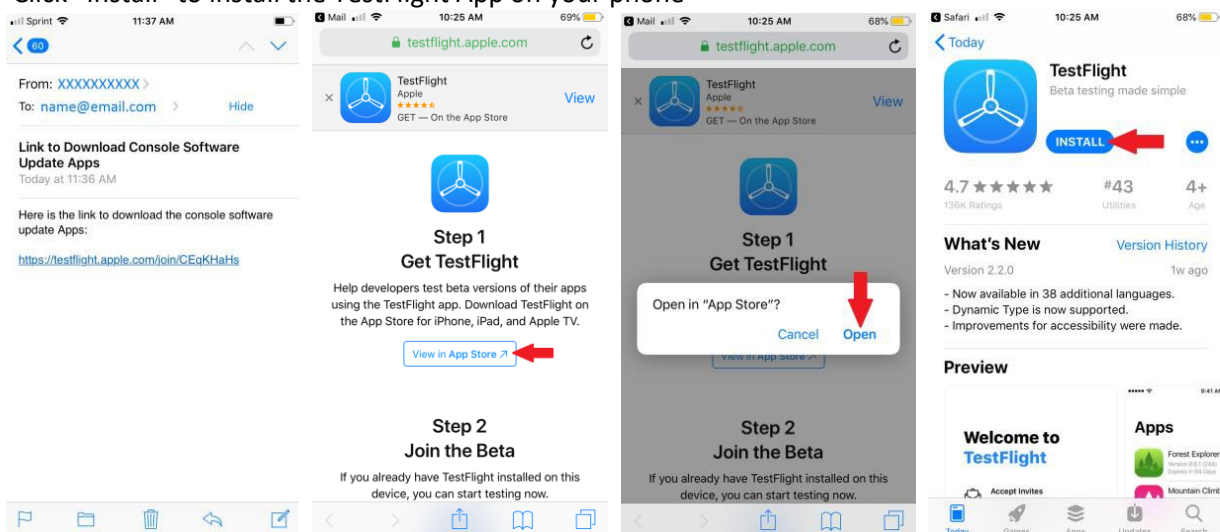 Click "Install" to install the TestFlight App on your phone
Sprint 11:37 AM
60
From: XXXXXXXXXX
To: name@email.com Hide
Link to Download Console Software
Update Apps
Today at 11:36 AM
Here is the link to download the console software
update Apps:
https://testflight.apple.com/join/CEqKHaHs
Mail 10:25 AM 69%
testflight.apple.com
TestFlight
Apple
GET — On the App Store
View
Step 1
Get TestFlight
Help developers test beta versions of their apps
using the TestFlight app. Download TestFlight on
the App Store for iPhone, iPad, and Apple TV.
View in App Store
Step 2
Join the Beta
If you already have TestFlight installed on this
device, you can start testing now.
Mail 10:25 AM 68%
testflight.apple.com
TestFlight
Apple
GET — On the App Store
View
Step 1
Get TestFlight
Open in "App Store"?
Cancel Open
View in App Store
Step 2
Join the Beta
If you already have TestFlight installed on this
device, you can start testing now.
Safari 10:25 AM 68%
Today
TestFlight
Beta testing made simple
INSTALL
4.7 #43 4+
136K Ratings Utilities Age
What's New Version History
Version 2.2.0 1w ago
- Now available in 38 additional languages.
- Dynamic Type is now supported.
- Improvements for accessibility were made.
Preview
9:41 AM
Welcome to
TestFlight
Accept Invites
Apps
Forest Explorer
Mountain Climb
Today Games Apps Updates Search